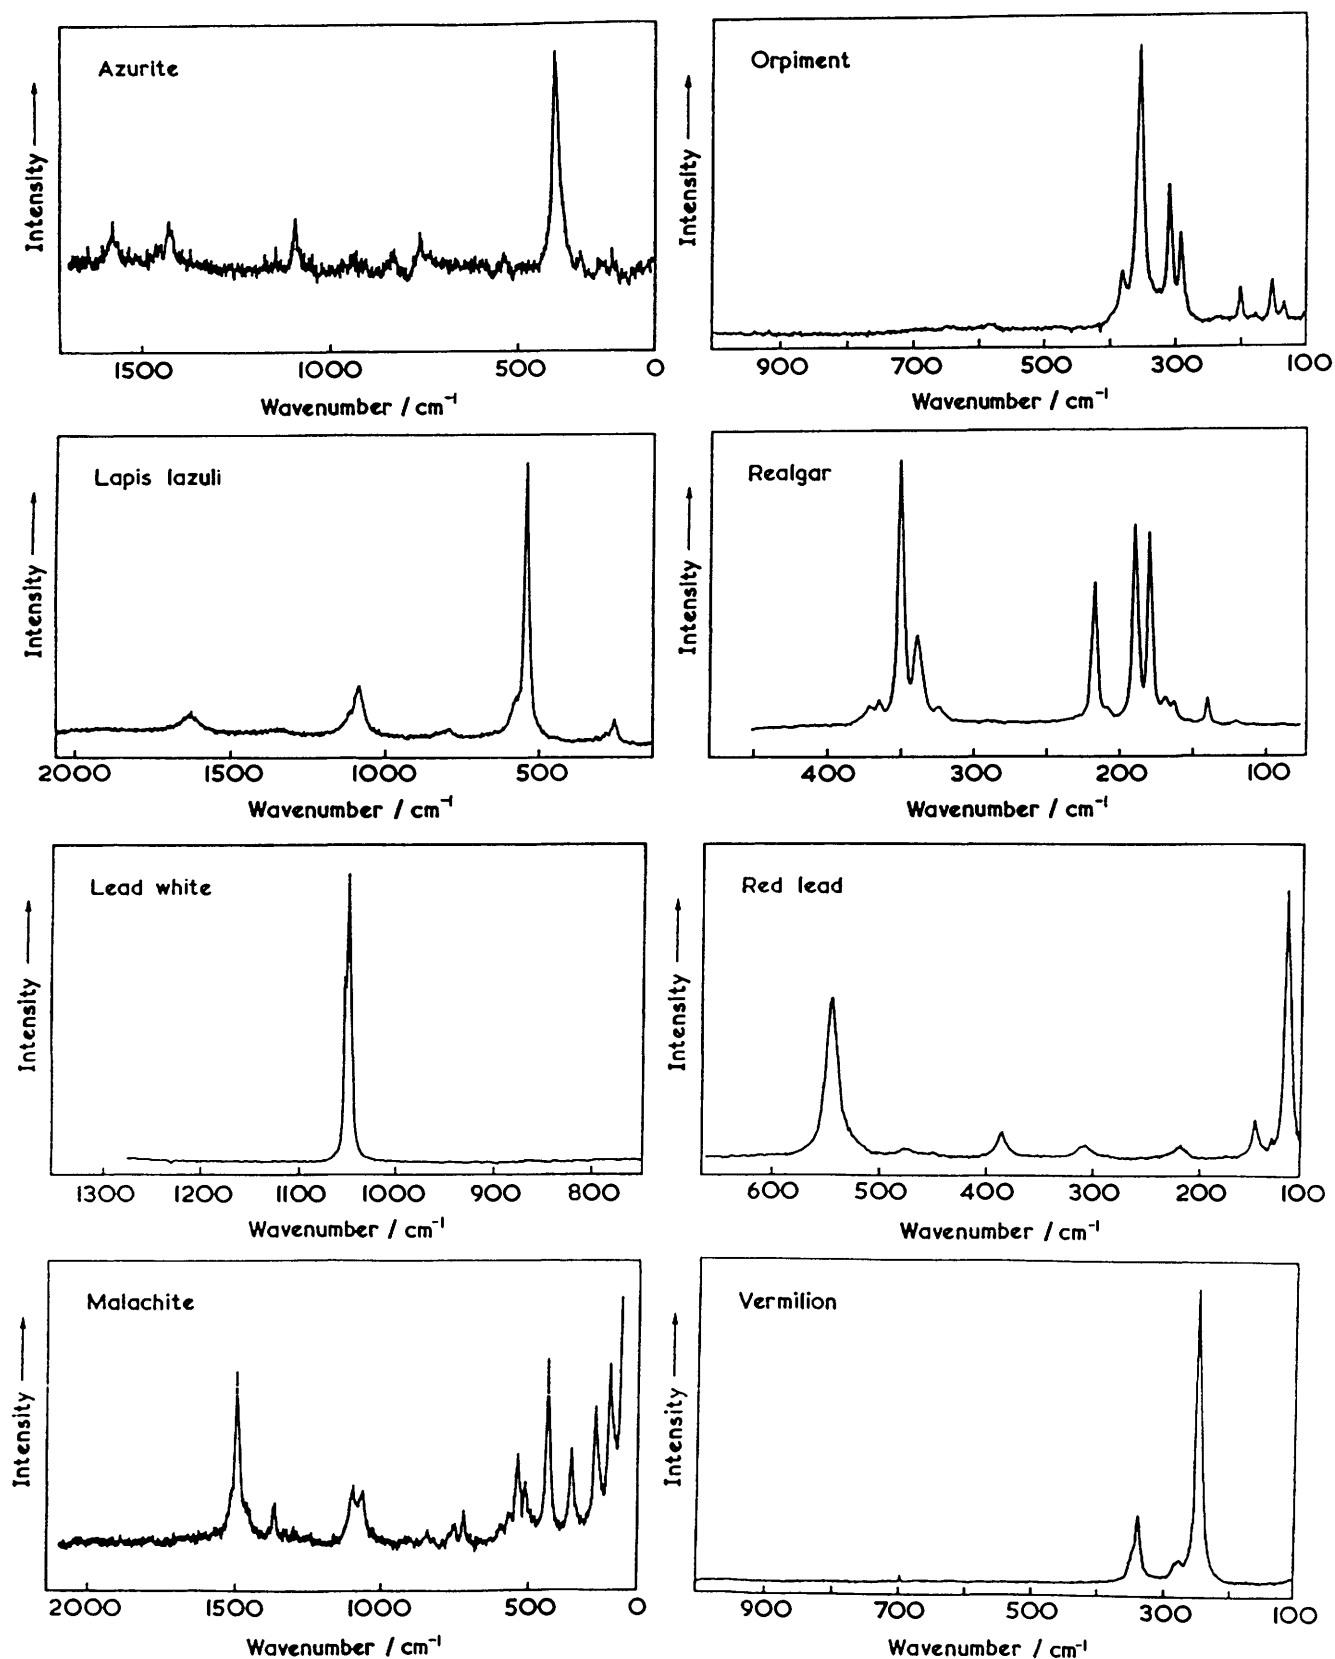 Azurite
Intensity
1500 1000 500 0
Wavenumber / cm⁻¹
Orpiment
Intensity
900 700 500 300 100
Wavenumber / cm⁻¹
Lapis lazuli
Intensity
2000 1500 1000 500
Wavenumber / cm⁻¹
Realgar
Intensity
400 300 200 100
Wavenumber / cm⁻¹
Lead white
Intensity
1300 1200 1100 1000 900 800
Wavenumber / cm⁻¹
Red lead
Intensity
600 500 400 300 200 100
Wavenumber / cm⁻¹
Malachite
Intensity
2000 1500 1000 500 0
Wavenumber / cm⁻¹
Vermilion
Intensity
900 700 500 300 100
Wavenumber / cm⁻¹